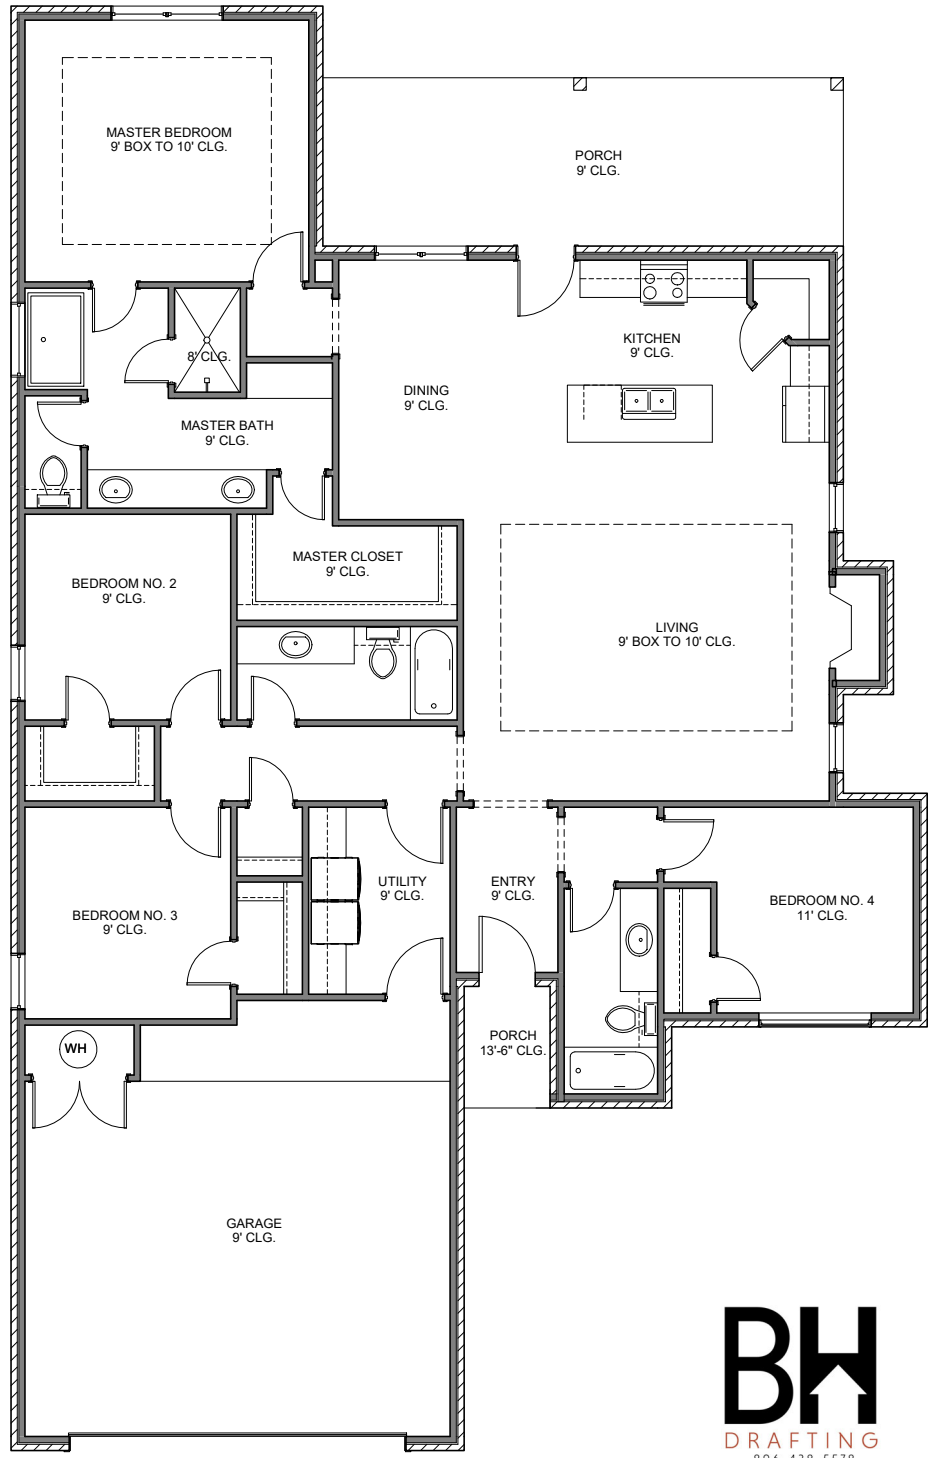 MASTER BEDROOM
9' BOX TO 10' CLG.
PORCH
9' CLG.
KITCHEN
9' CLG.
8' CLG.
DINING
9' CLG.
MASTER BATH
9' CLG.
MASTER CLOSET
9' CLG.
BEDROOM NO. 2
9' CLG.
LIVING
9' BOX TO 10' CLG.
UTILITY
9' CLG.
ENTRY
9' CLG.
BEDROOM NO. 4
11' CLG.
BEDROOM NO. 3
9' CLG.
PORCH
13'-6" CLG.
WH
GARAGE
9' CLG.
BH
DRAFTING